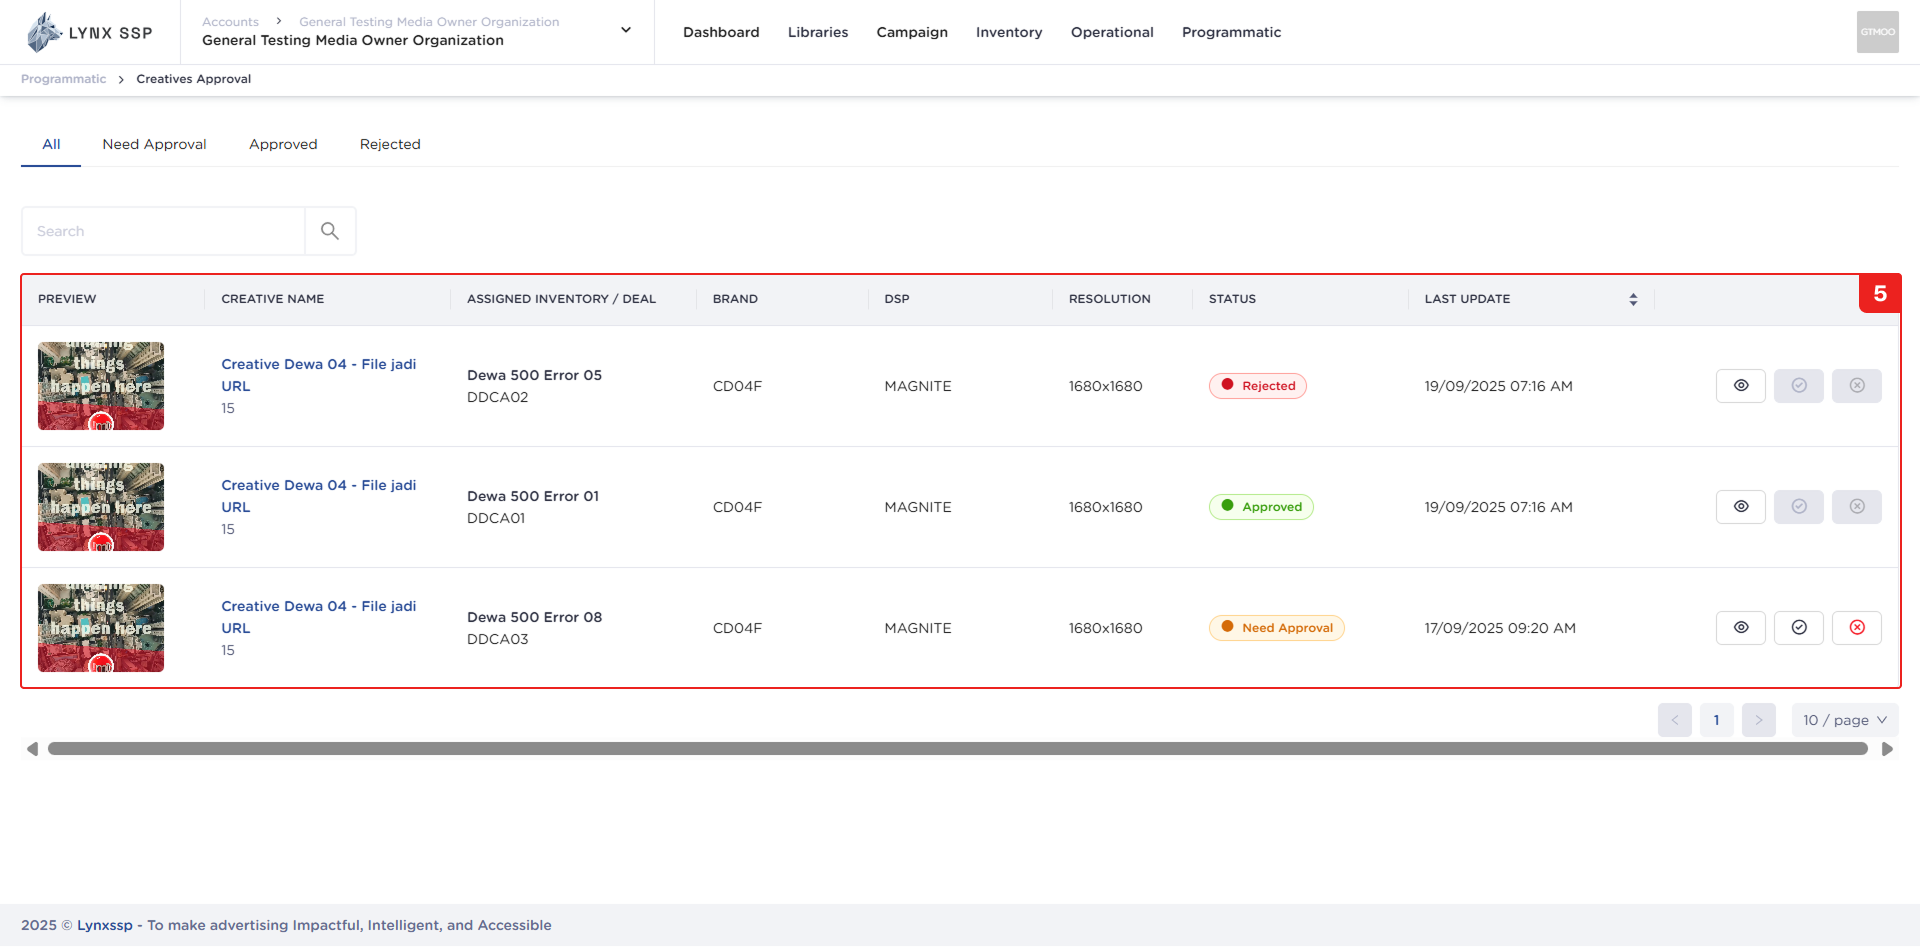 LYNX SSP
Accounts > General Testing Media Owner Organization
General Testing Media Owner Organization
Dashboard Libraries Campaign Inventory Operational Programmatic
GTMOO
Programmatic > Creatives Approval
All Need Approval Approved Rejected
Search
PREVIEW CREATIVE NAME ASSIGNED INVENTORY / DEAL BRAND DSP RESOLUTION STATUS LAST UPDATE 5
amazing
things
happen here
Creative Dewa 04 - File jadi
URL
15
Dewa 500 Error 05
DDCA02
CD04F MAGNITE 1680x1680 Rejected 19/09/2025 07:16 AM
amazing
things
happen here
Creative Dewa 04 - File jadi
URL
15
Dewa 500 Error 01
DDCA01
CD04F MAGNITE 1680x1680 Approved 19/09/2025 07:16 AM
amazing
things
happen here
Creative Dewa 04 - File jadi
URL
15
Dewa 500 Error 08
DDCA03
CD04F MAGNITE 1680x1680 Need Approval 17/09/2025 09:20 AM
< 1 > 10 / page
2025 © Lynxssp - To make advertising Impactful, Intelligent, and Accessible